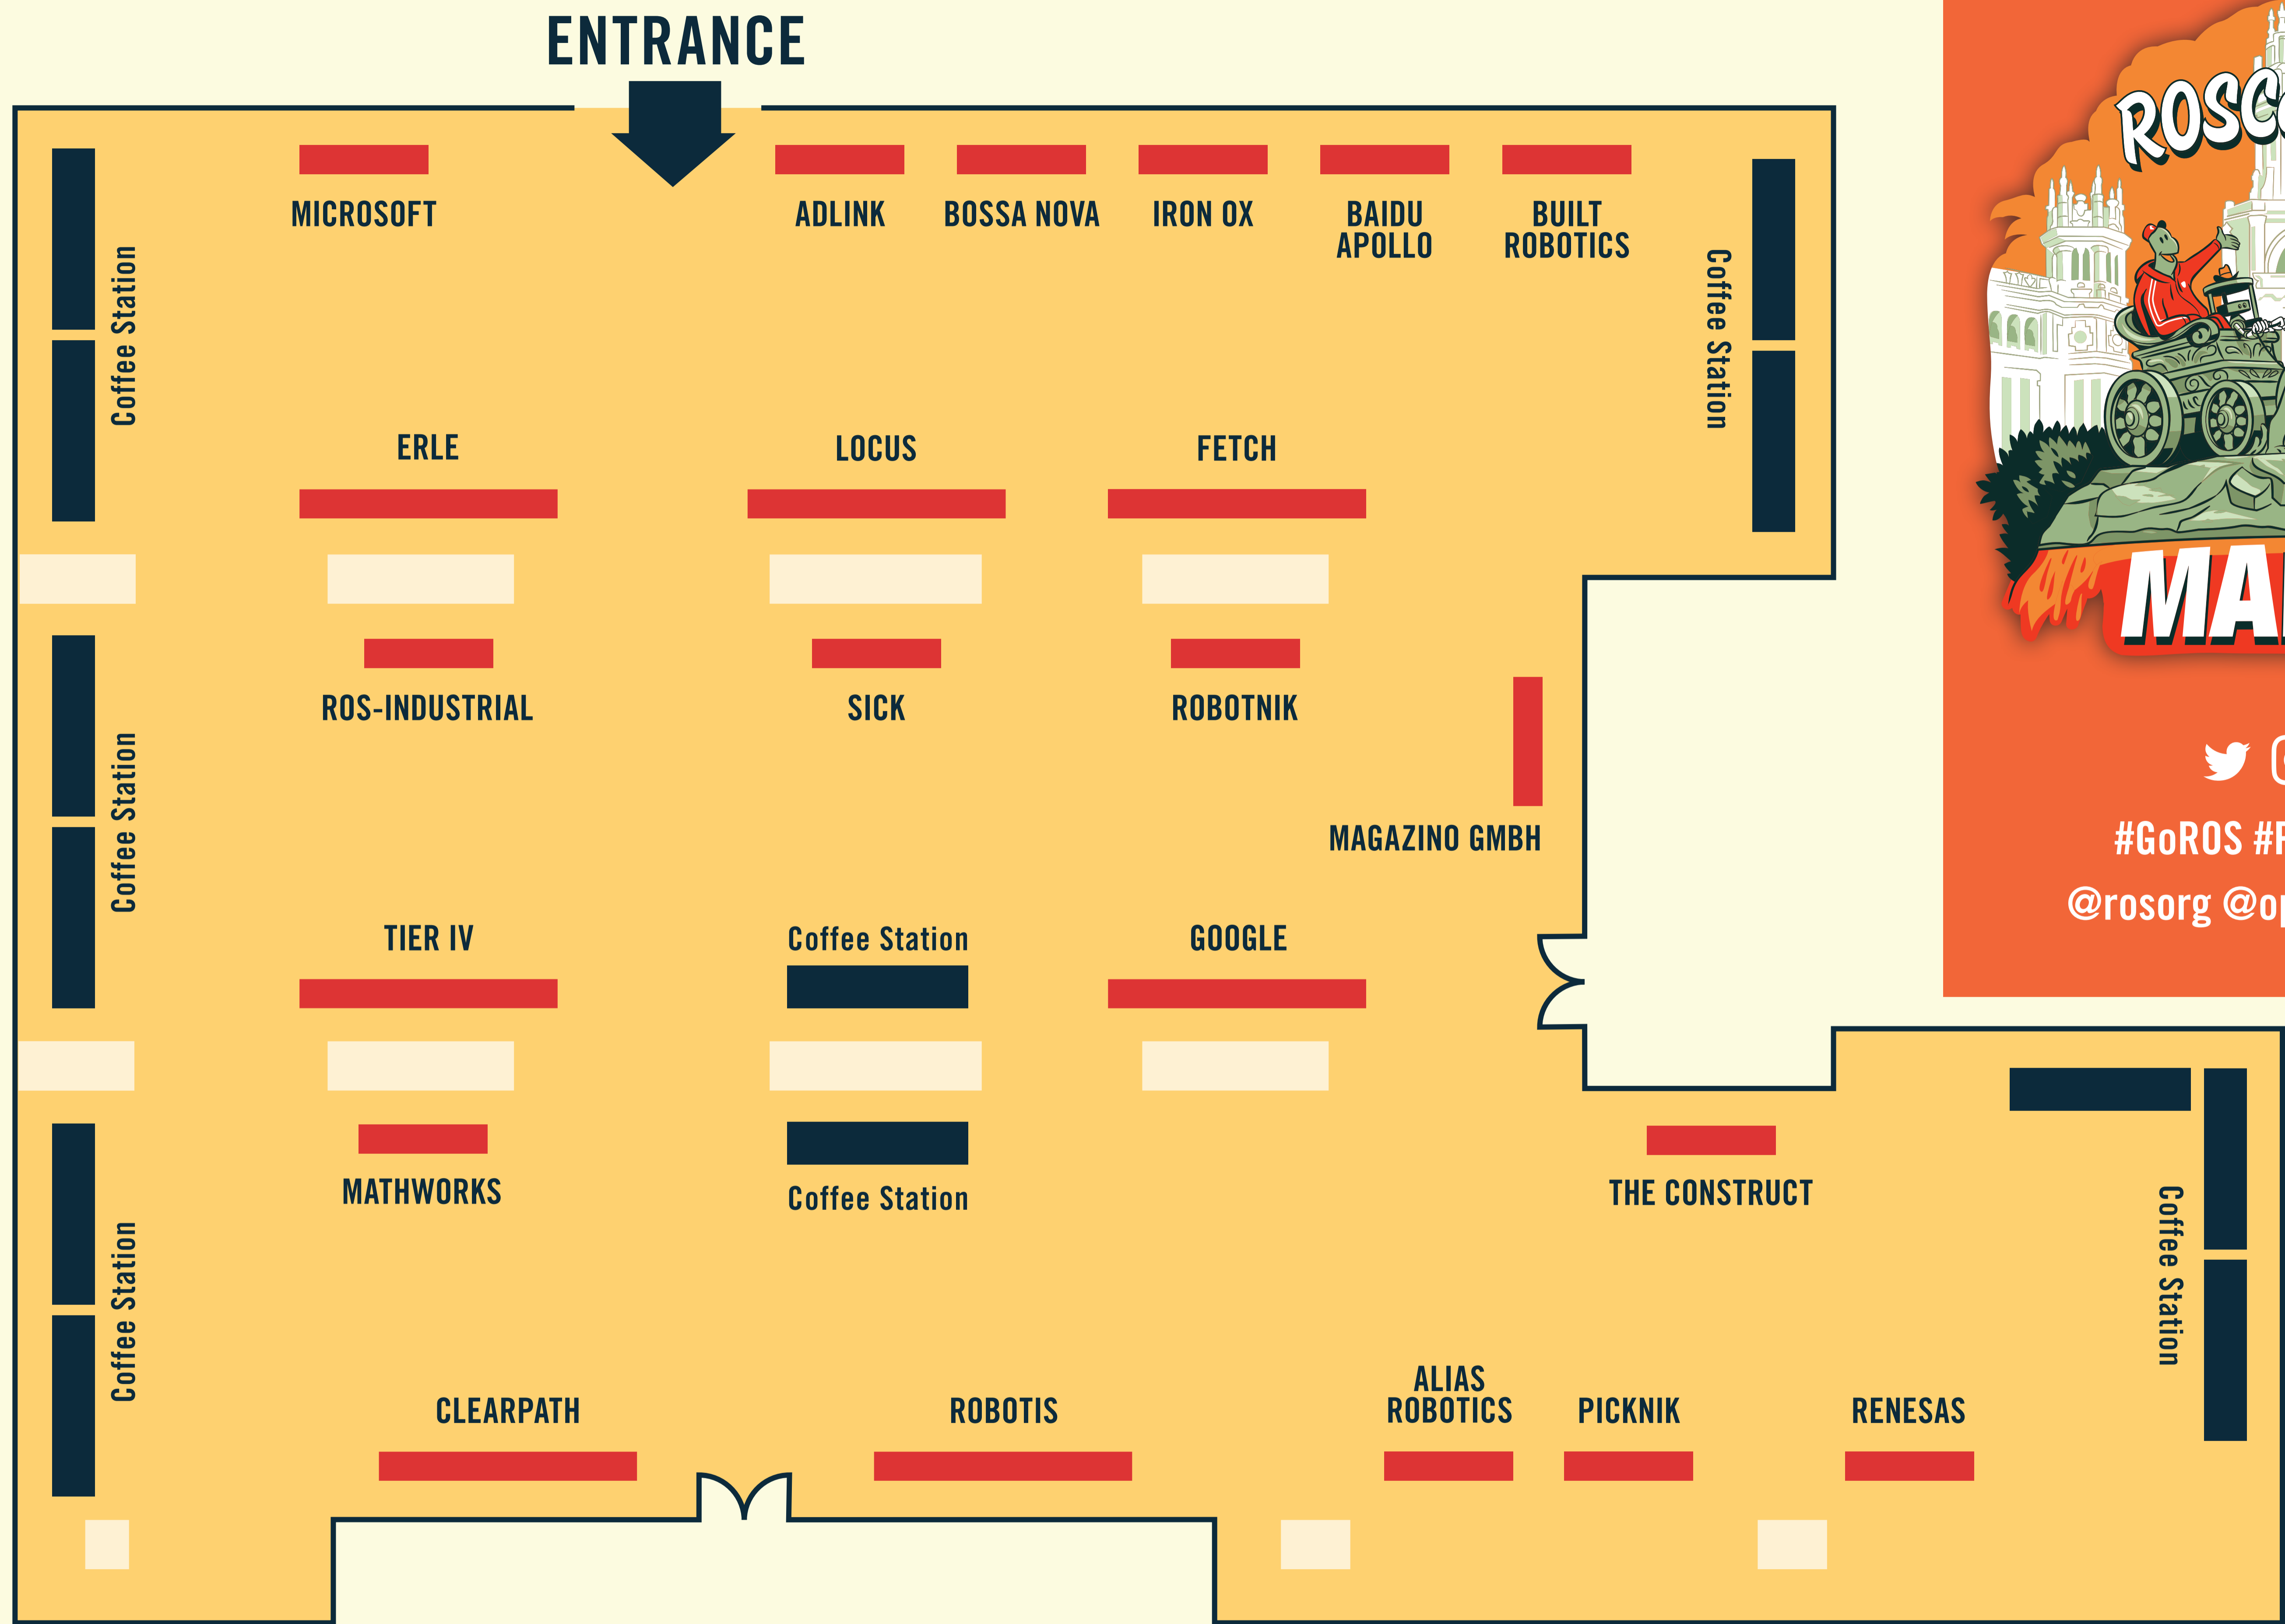 ENTRANCE
MICROSOFT
ADLINK
BOSSA NOVA
IRON OX
BAIDU
APOLLO
BUILT
ROBOTICS
Coffee Station
Coffee Station
ERLE
LOCUS
FETCH
ROS-INDUSTRIAL
SICK
ROBOTNIK
MAGAZINO GMBH
Coffee Station
TIER IV
Coffee Station
GOOGLE
MATHWORKS
Coffee Station
THE CONSTRUCT
Coffee Station
Coffee Station
CLEARPATH
ROBOTIS
ALIAS
ROBOTICS
PICKNIK
RENESAS
#GoROS
@rosorg